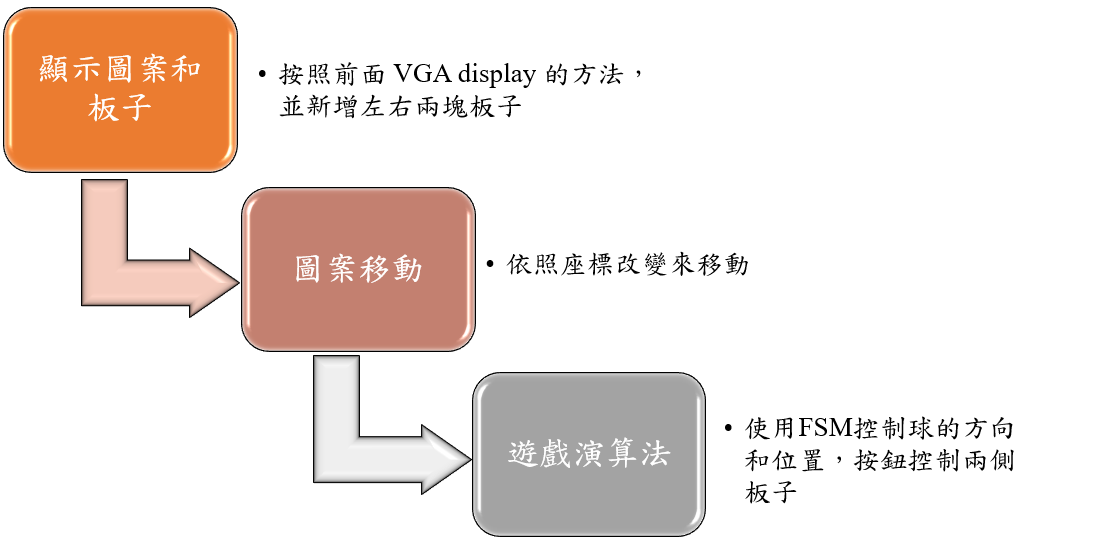 顯示圖案和
板子
• 按照前面 VGA display 的方法，
並新增左右兩塊板子
圖案移動
• 依照座標改變來移動
遊戲演算法
• 使用FSM控制球的方向
和位置，按鈕控制兩側
板子